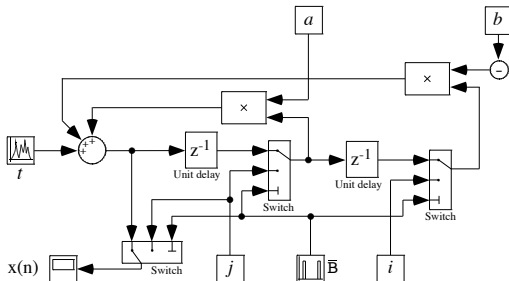 a
b
×
−
×
+
+
t
z-1
Unit delay
Switch
z-1
Unit delay
Switch
x(n)
Switch
j
B̅
i